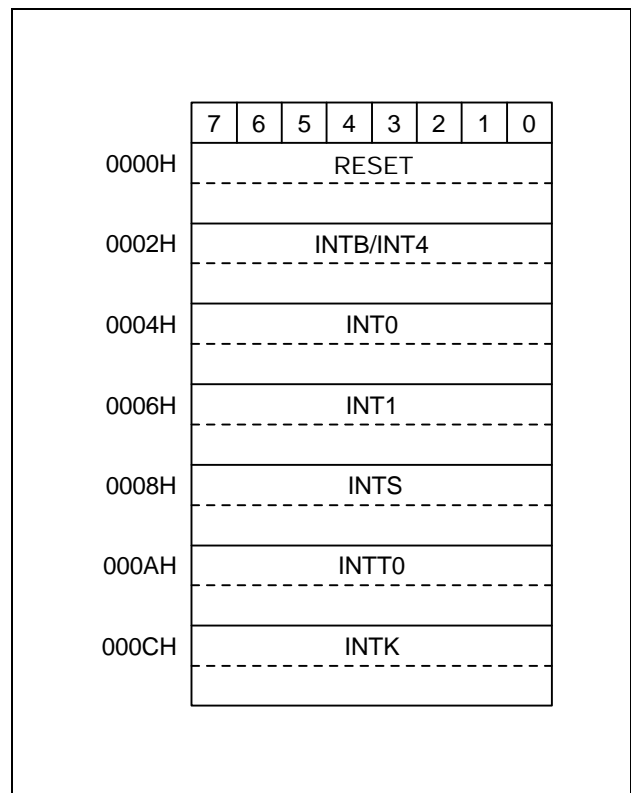 7 6 5 4 3 2 1 0
0000H RESET
0002H INTB/INT4
0004H INT0
0006H INT1
0008H INTS
000AH INTT0
000CH INTK